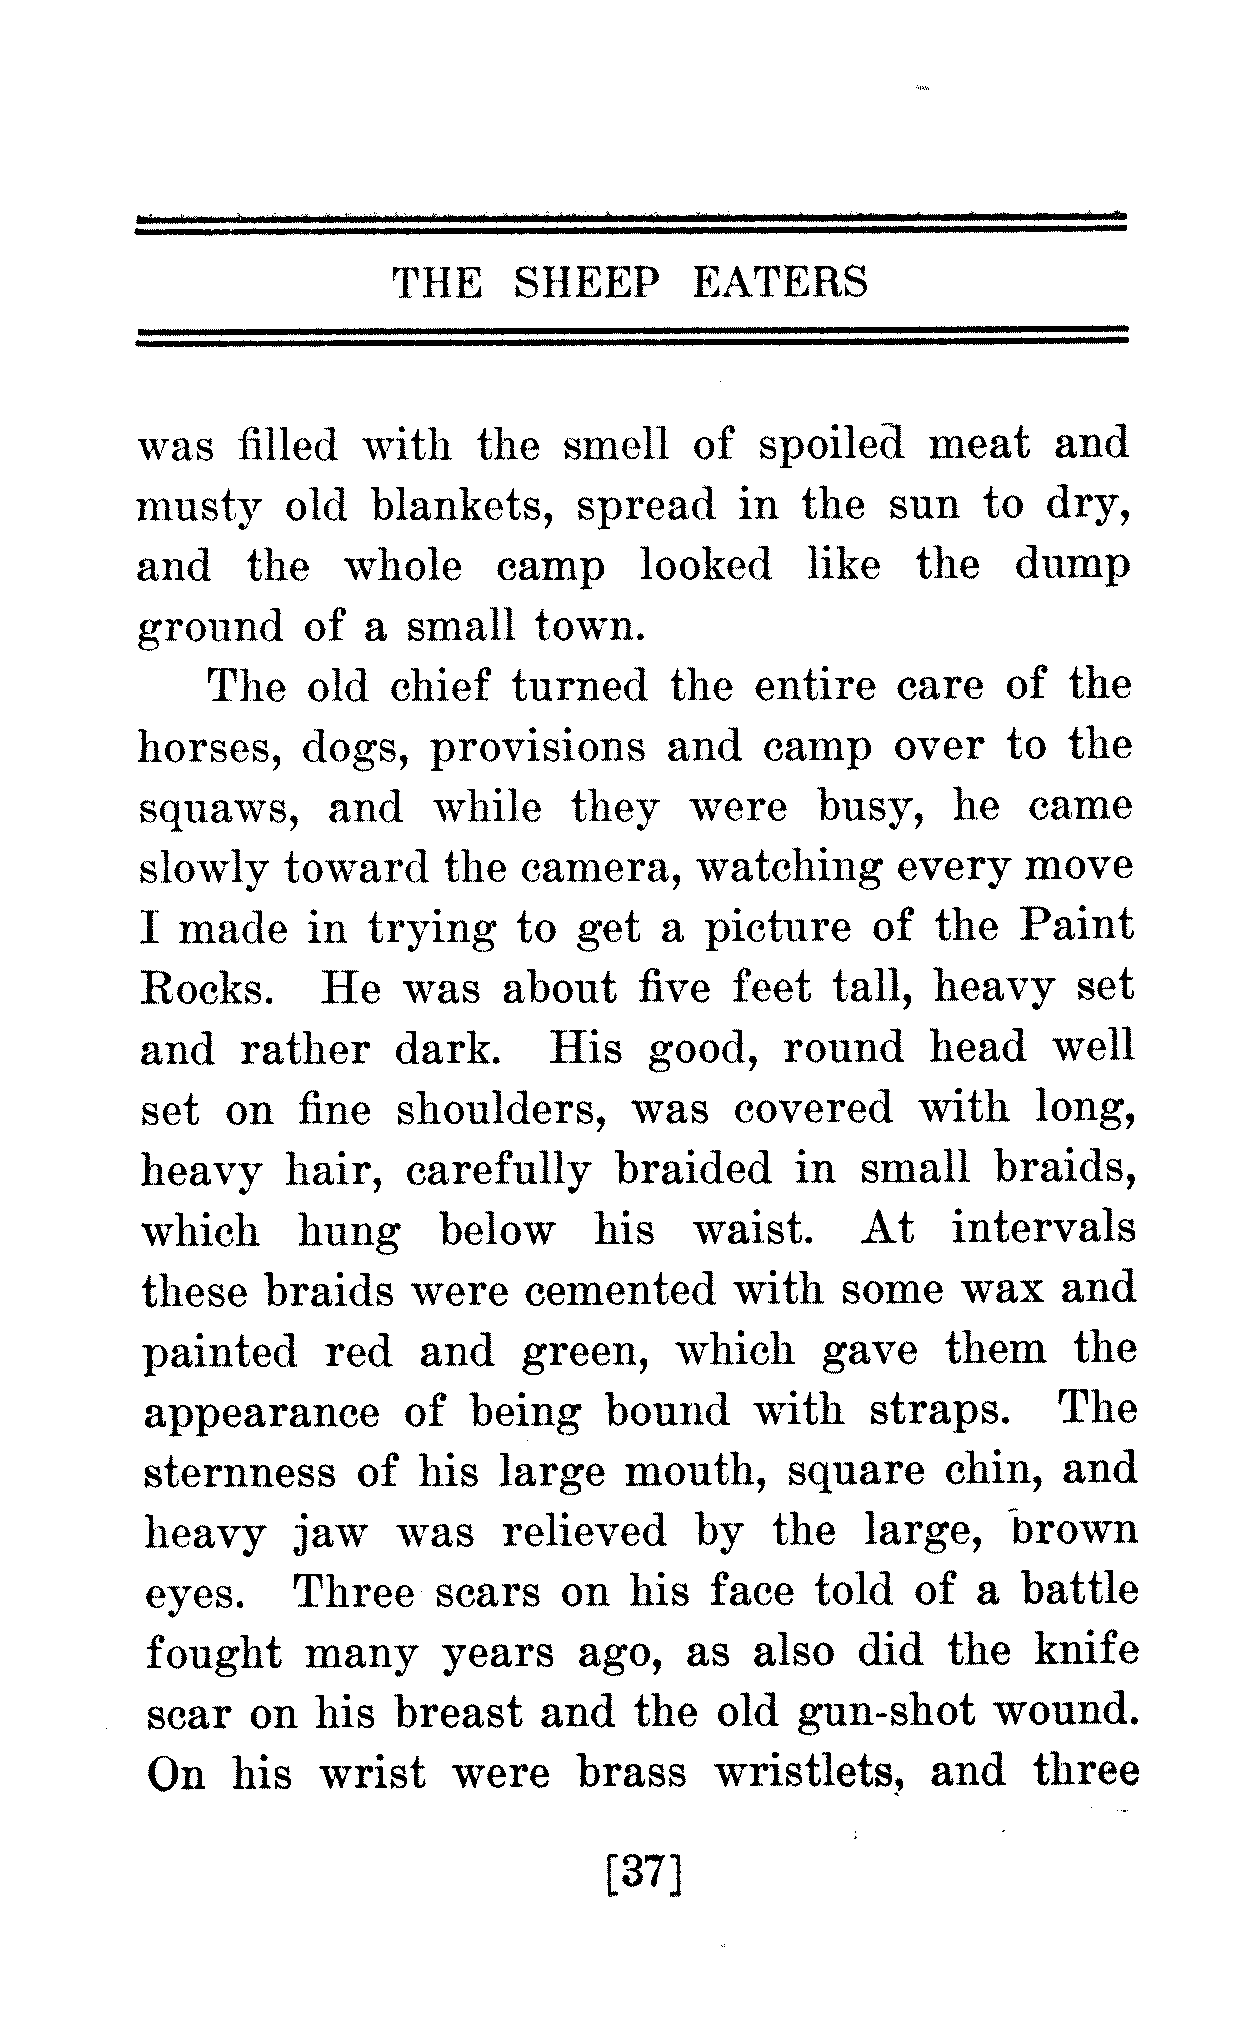 THE SHEEP EATERS
was filled with the smell of spoiled meat and
musty old blankets, spread in the sun to dry,
and the whole camp looked like the dump
ground of a small town.
The old chief turned the entire care of the
horses, dogs, provisions and camp over to the
squaws, and while they were busy, he came
slowly toward the camera, watching every move
I made in trying to get a picture of the Paint
Rocks. He was about five feet tall, heavy set
and rather dark. His good, round head well
set on fine shoulders, was covered with long,
heavy hair, carefully braided in small braids,
which hung below his waist. At intervals
these braids were cemented with some wax and
painted red and green, which gave them the
appearance of being bound with straps. The
sternness of his large mouth, square chin, and
heavy jaw was relieved by the large, brown
eyes. Three scars on his face told of a battle
fought many years ago, as also did the knife
scar on his breast and the old gun-shot wound.
On his wrist were brass wristlets, and three
[37]